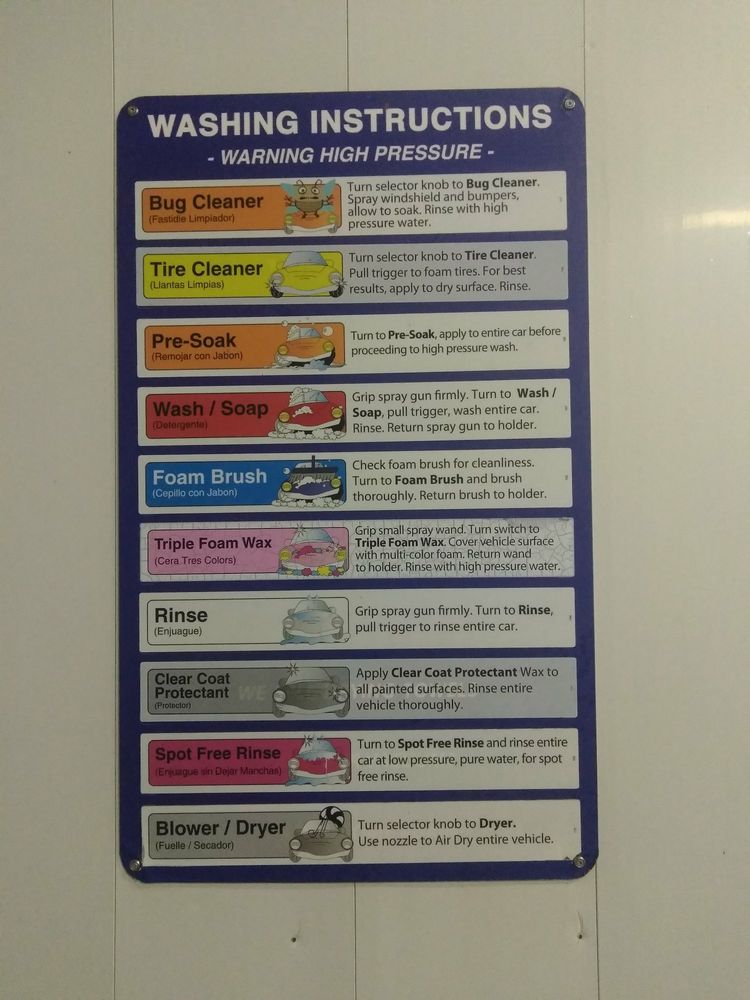 WASHING INSTRUCTIONS
- WARNING HIGH PRESSURE -
Bug Cleaner
(Fastidie Limpiador)
Turn selector knob to Bug Cleaner.
Spray windshield and bumpers,
allow to soak. Rinse with high
pressure water.
Tire Cleaner
(Llantas Limpias)
Turn selector knob to Tire Cleaner.
Pull trigger to foam tires. For best
results, apply to dry surface. Rinse.
Pre-Soak
(Remojar con Jabon)
Turn to Pre-Soak, apply to entire car before
proceeding to high pressure wash.
Wash / Soap
(Detergente)
Grip spray gun firmly. Turn to Wash /
Soap, pull trigger, wash entire car.
Rinse. Return spray gun to holder.
Foam Brush
(Cepillo con Jabon)
Check foam brush for cleanliness.
Turn to Foam Brush and brush
thoroughly. Return brush to holder.
Triple Foam Wax
(Cera Tres Colors)
Grip small spray wand. Turn switch to
Triple Foam Wax. Cover vehicle surface
with multi-color foam. Return wand
to holder. Rinse with high pressure water.
Rinse
(Enjuague)
Grip spray gun firmly. Turn to Rinse,
pull trigger to rinse entire car.
Clear Coat
Protectant
(Protector)
Apply Clear Coat Protectant Wax to
all painted surfaces. Rinse entire
vehicle thoroughly.
Spot Free Rinse
(Enjuague sin Dejar Manchas)
Turn to Spot Free Rinse and rinse entire
car at low pressure, pure water, for spot
free rinse.
Blower / Dryer
(Fuelle / Secador)
Turn selector knob to Dryer.
Use nozzle to Air Dry entire vehicle.